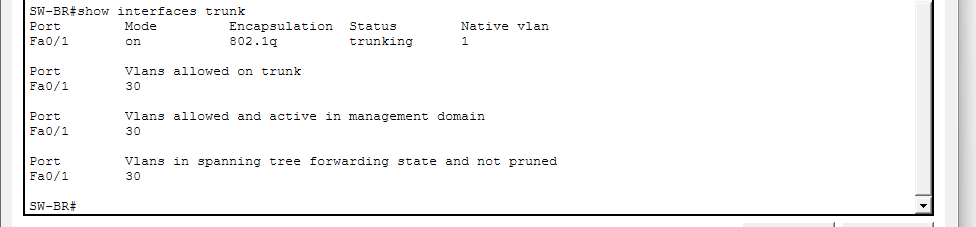 SW-BR#show interfaces trunk
Port        Mode         Encapsulation  Status        Native vlan
Fa0/1       on           802.1q         trunking      1
Port        Vlans allowed on trunk
Fa0/1       30
Port        Vlans allowed and active in management domain
Fa0/1       30
Port        Vlans in spanning tree forwarding state and not pruned
Fa0/1       30
SW-BR#